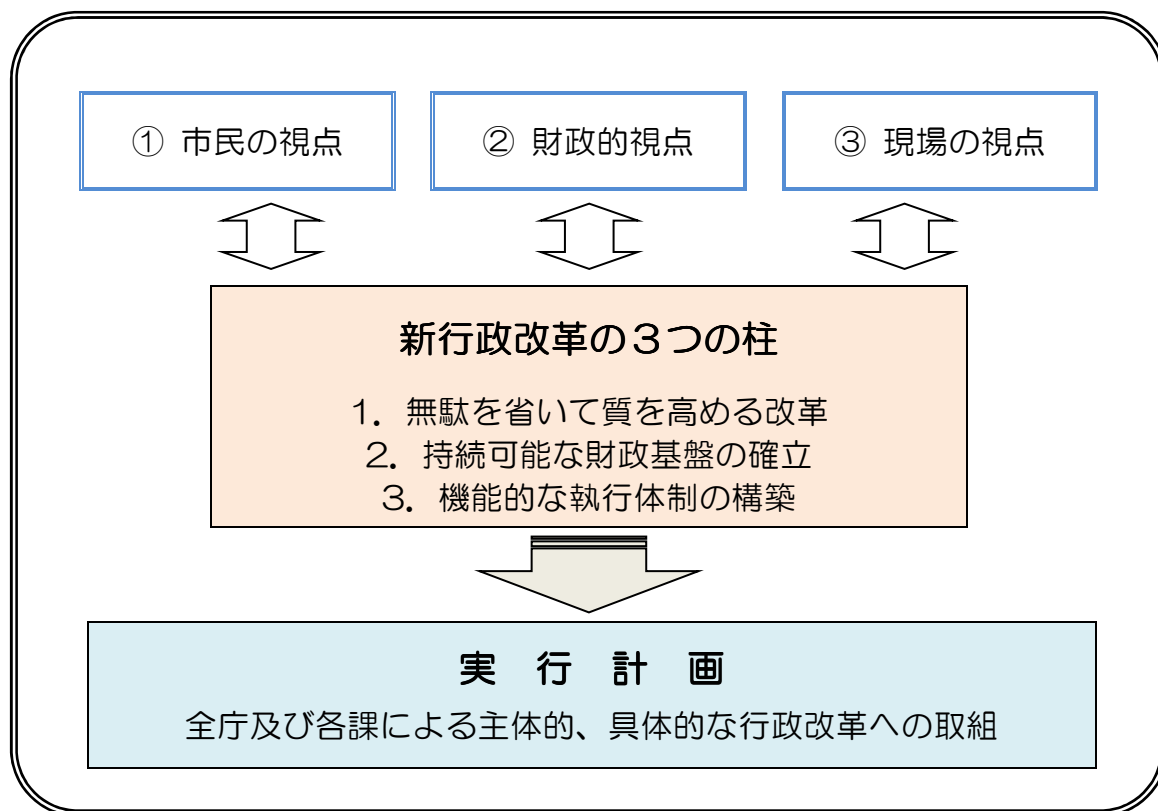 ① 市民の視点
② 財政的視点
③ 現場の視点
新行政改革の３つの柱
１．無駄を省いて質を高める改革
２．持続可能な財政基盤の確立
３．機能的な執行体制の構築
実　行　計　画
全庁及び各課による主体的、具体的な行政改革への取組